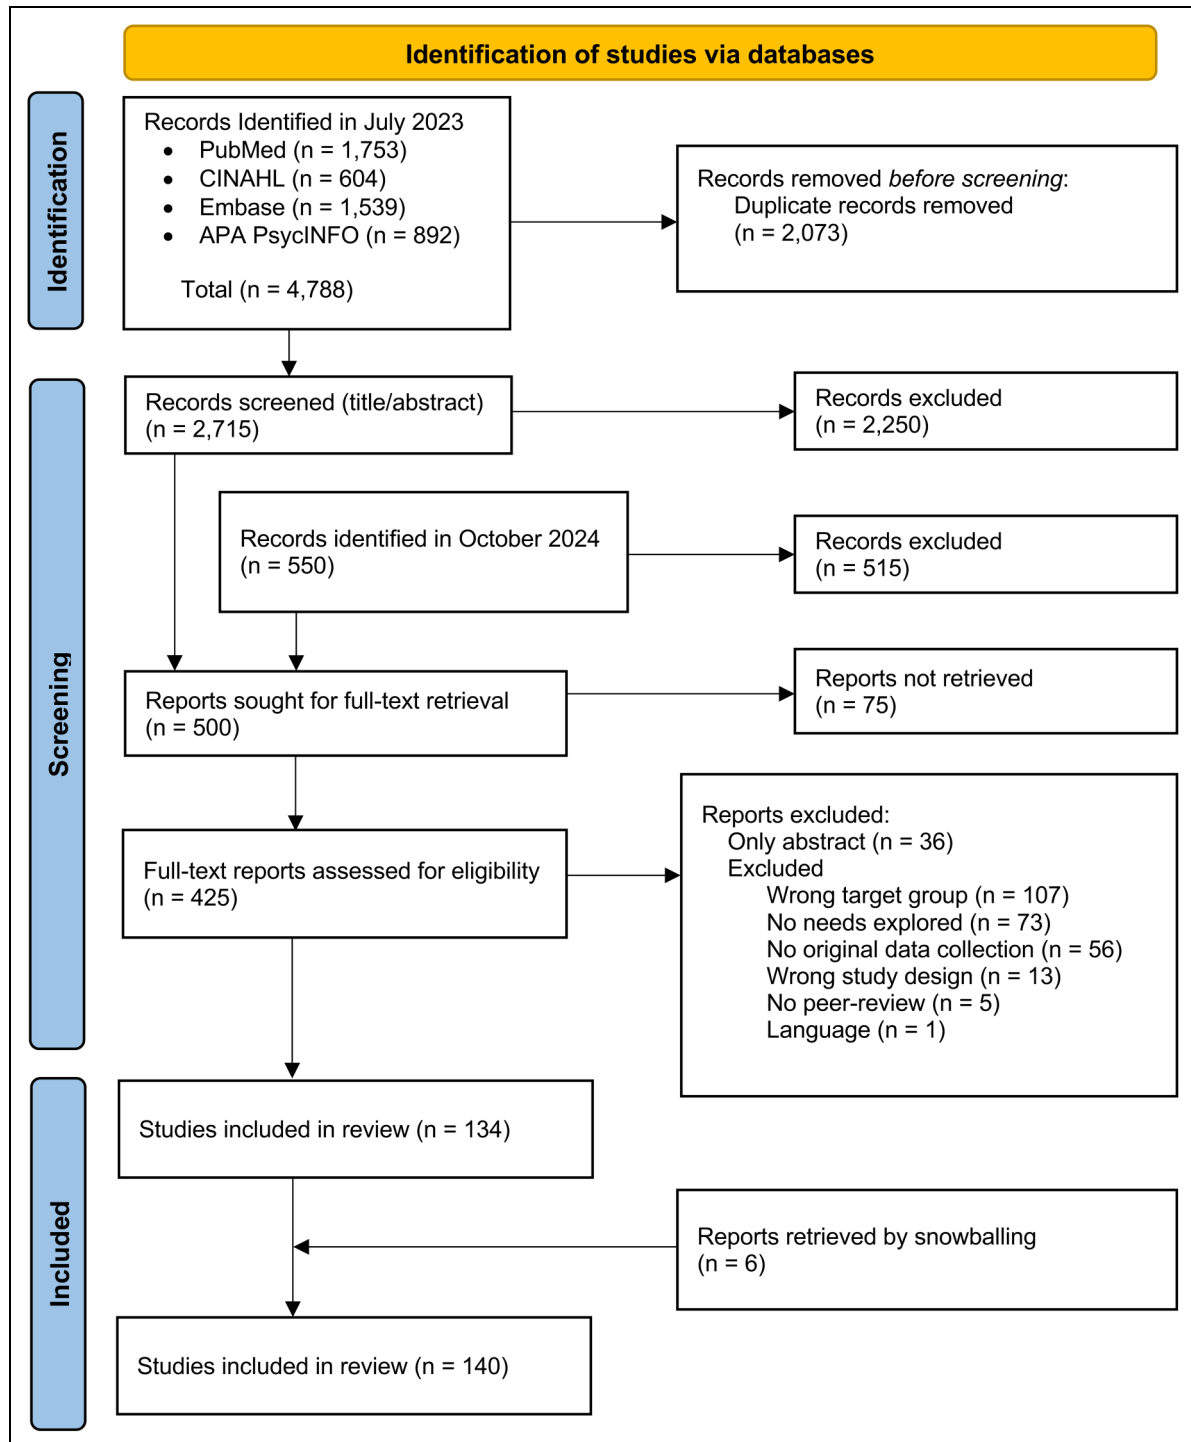 Identification of studies via databases
Identification
Records Identified in July 2023
• PubMed (n = 1,753)
• CINAHL (n = 604)
• Embase (n = 1,539)
• APA PsycINFO (n = 892)
Total (n = 4,788)
Records removed before screening:
Duplicate records removed
(n = 2,073)
Screening
Records screened (title/abstract)
(n = 2,715)
Records excluded
(n = 2,250)
Records identified in October 2024
(n = 550)
Records excluded
(n = 515)
Reports sought for full-text retrieval
(n = 500)
Reports not retrieved
(n = 75)
Full-text reports assessed for eligibility
(n = 425)
Reports excluded:
Only abstract (n = 36)
Excluded
Wrong target group (n = 107)
No needs explored (n = 73)
No original data collection (n = 56)
Wrong study design (n = 13)
No peer-review (n = 5)
Language (n = 1)
Included
Studies included in review (n = 134)
Reports retrieved by snowballing
(n = 6)
Studies included in review (n = 140)